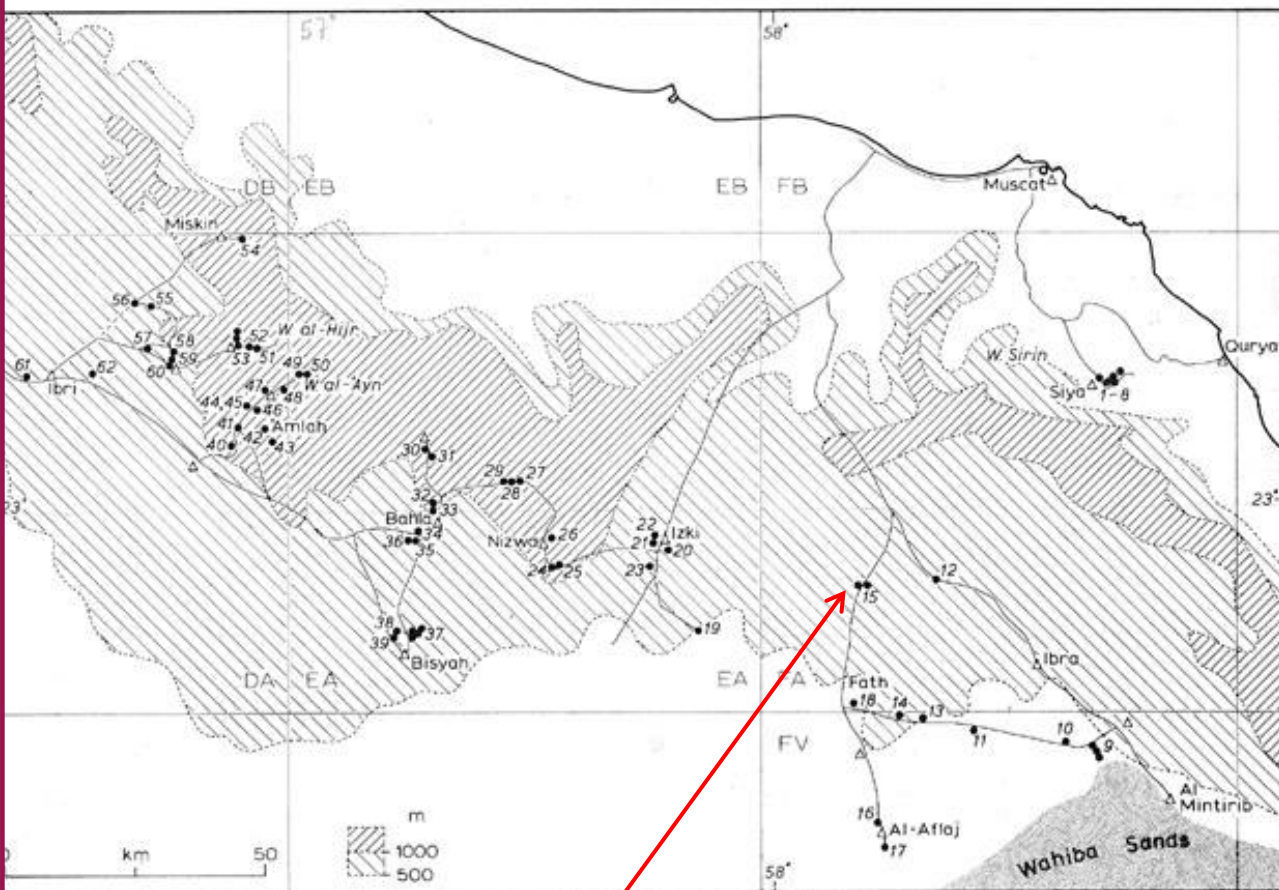 57°
58°
Muscat
DB EB
EB FB
Miskin
54
56 55
W. Sirin
57 58
52 W al-Hijr
59
53 51
Qurya
61 62
60
49 50
Ibri
47 W al-Ayn
48
Siya 1-8
44,45 46
41 Amlah
42
40 43
30 31
29 27
28
23°
23°
32
33
Bahla
34
22 Izki
26
36 35
Nizwa
21 20
24 25
23
12
15
38 37
19
39
Bisyah
Ibra
DA EA
EA FA
Fath
18 14 13
10
FV
11
9
m
1000
500
Al
Mintirib
16
Al-Aflaj
17
km 50
Wahiba Sands
58°